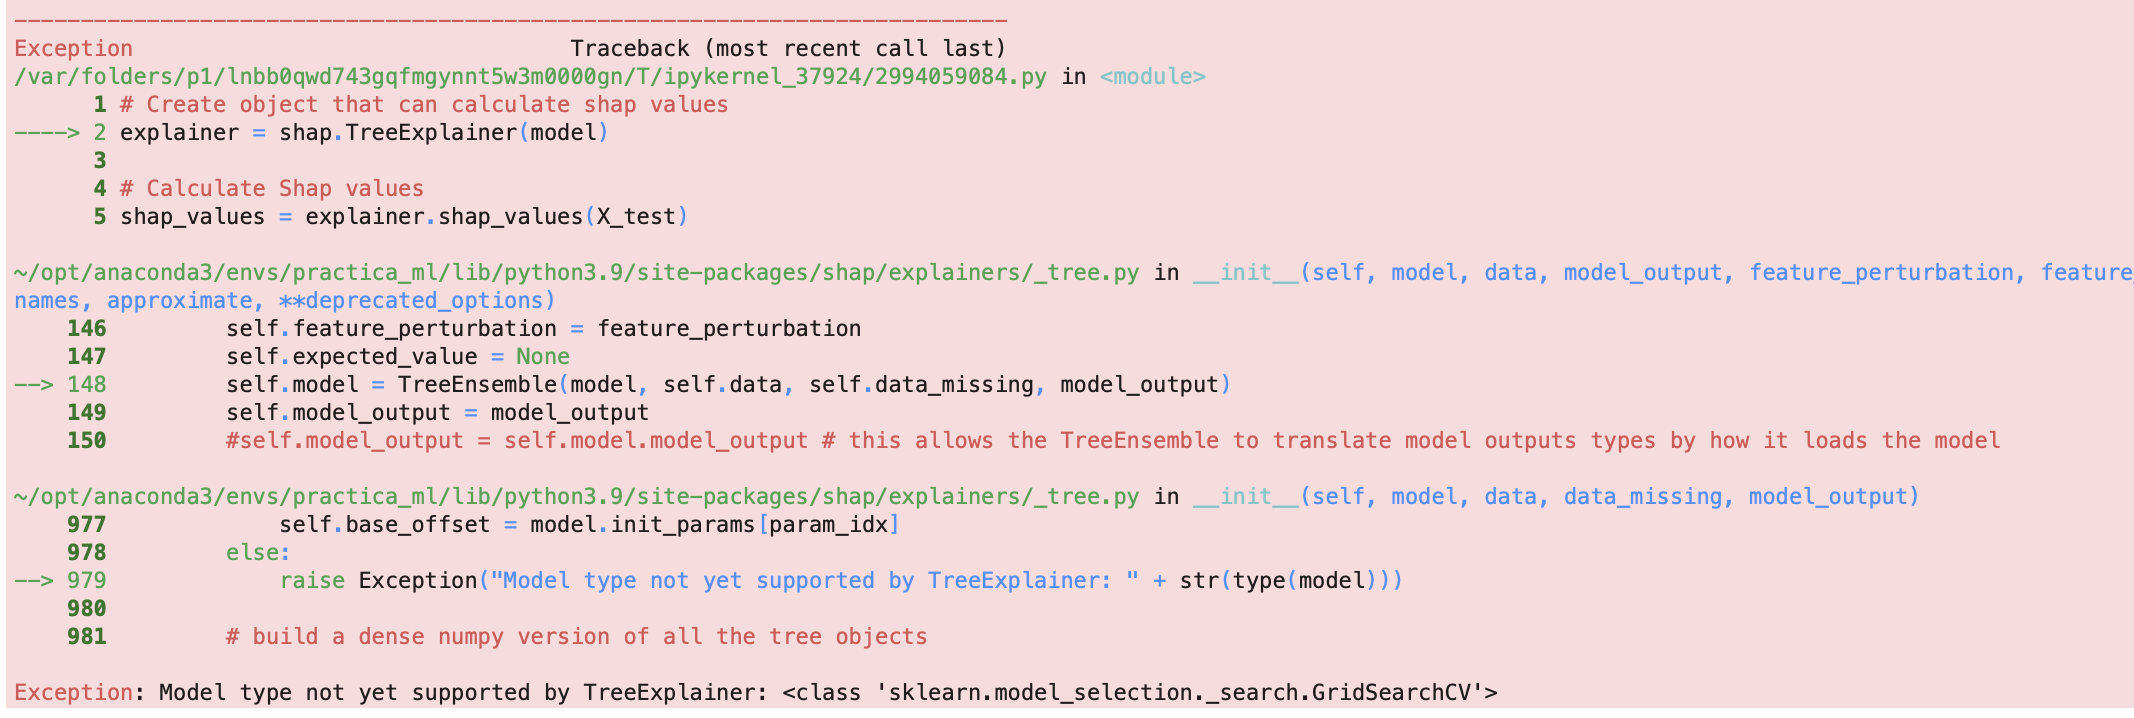 ---------------------------------------------------------------------------
Exception                                 Traceback (most recent call last)
/var/folders/p1/lnbb0qwd743gqfmgynnt5w3m0000gn/T/ipykernel_37924/2994059084.py in <module>
      1 # Create object that can calculate shap values
----> 2 explainer = shap.TreeExplainer(model)
      3
      4 # Calculate Shap values
      5 shap_values = explainer.shap_values(X_test)
~/opt/anaconda3/envs/practica_ml/lib/python3.9/site-packages/shap/explainers/_tree.py in __init__(self, model, data, model_output, feature_perturbation, feature_
names, approximate, **deprecated_options)
    146         self.feature_perturbation = feature_perturbation
    147         self.expected_value = None
--> 148         self.model = TreeEnsemble(model, self.data, self.data_missing, model_output)
    149         self.model_output = model_output
    150         #self.model_output = self.model.model_output # this allows the TreeEnsemble to translate model outputs types by how it loads the model
~/opt/anaconda3/envs/practica_ml/lib/python3.9/site-packages/shap/explainers/_tree.py in __init__(self, model, data, data_missing, model_output)
    977             self.base_offset = model.init_params[param_idx]
    978         else:
--> 979             raise Exception("Model type not yet supported by TreeExplainer: " + str(type(model)))
    980
    981         # build a dense numpy version of all the tree objects
Exception: Model type not yet supported by TreeExplainer: <class 'sklearn.model_selection._search.GridSearchCV'>